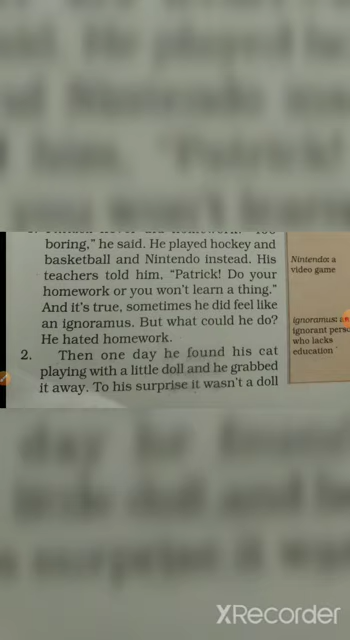 boring," he said. He played hockey and
basketball and Nintendo instead. His
teachers told him, "Patrick! Do your
homework or you won't learn a thing."
And it's true, sometimes he did feel like
an ignoramus. But what could he do?
He hated homework.
2. Then one day he found his cat
playing with a little doll and he grabbed
it away. To his surprise it wasn't a doll
Nintendo: a
video game
ignoramus: an
ignorant
who lacks
education
XRecorder